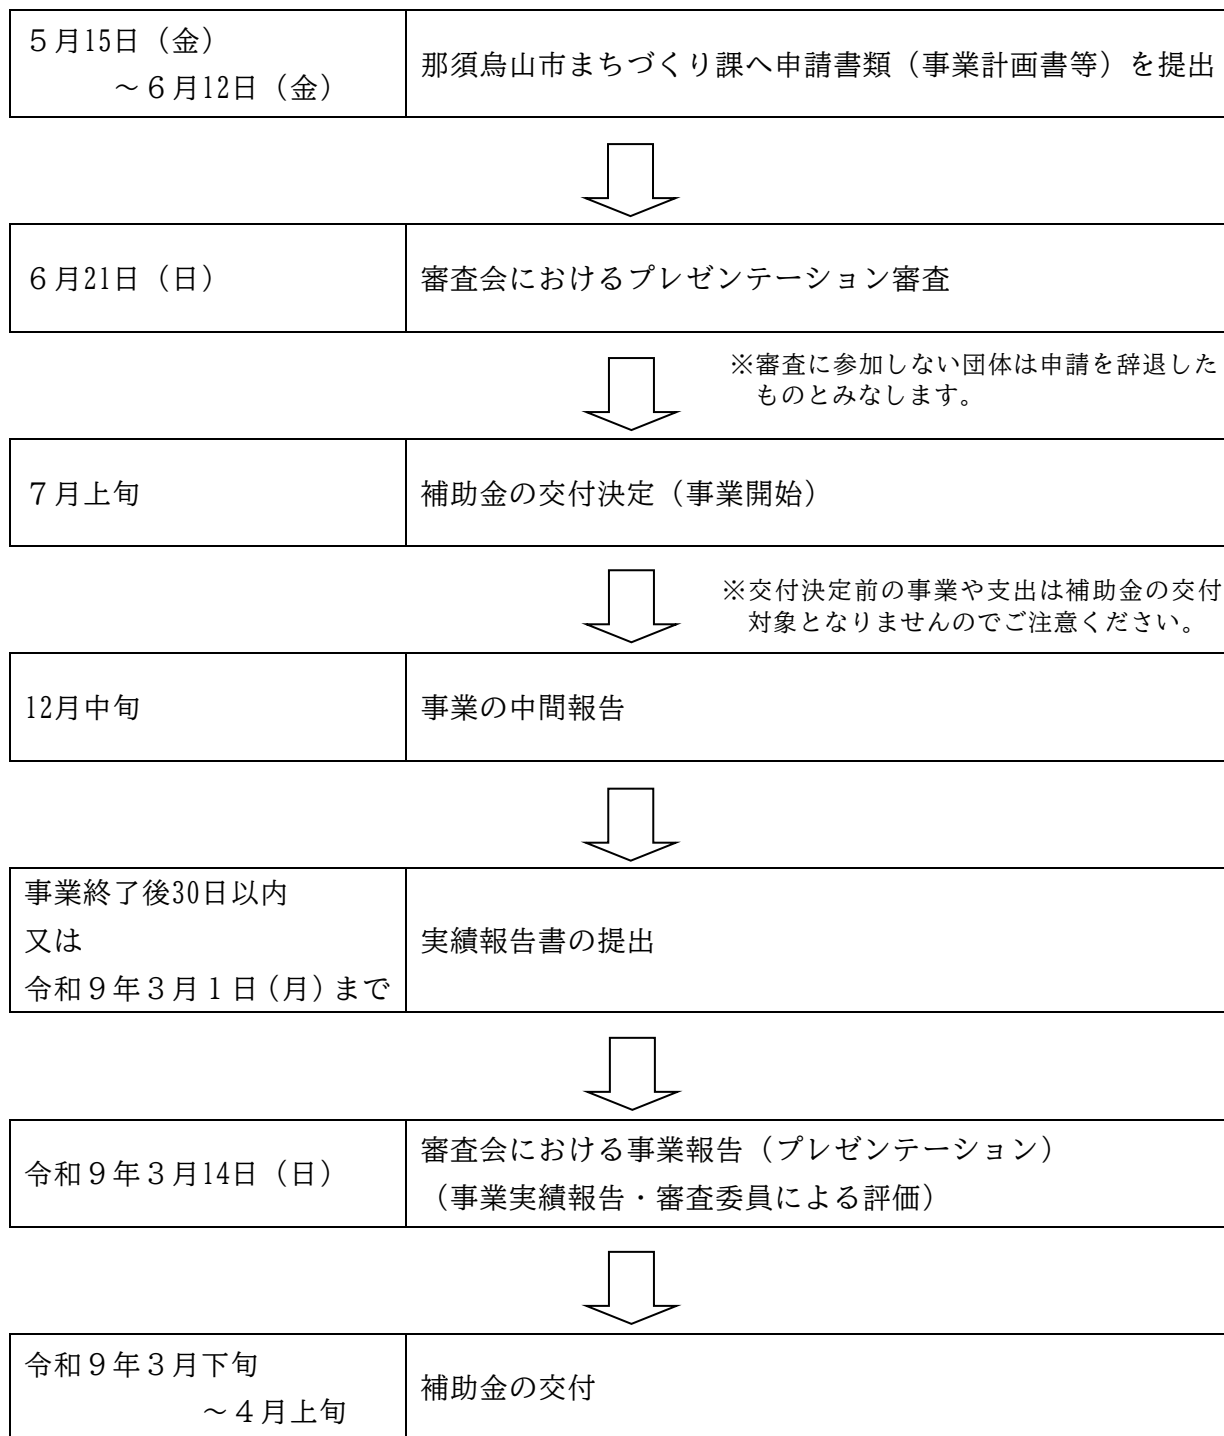 ５月15日（金）
～６月12日（金）
那須烏山市まちづくり課へ申請書類（事業計画書等）を提出
６月21日（日）
審査会におけるプレゼンテーション審査
※審査に参加しない団体は申請を辞退した
ものとみなします。
７月上旬
補助金の交付決定（事業開始）
※交付決定前の事業や支出は補助金の交付
対象となりませんのでご注意ください。
12月中旬
事業の中間報告
事業終了後30日以内
又は
令和９年３月１日（月）まで
実績報告書の提出
令和９年３月14日（日）
審査会における事業報告（プレゼンテーション）
（事業実績報告・審査委員による評価）
令和９年３月下旬
～４月上旬
補助金の交付